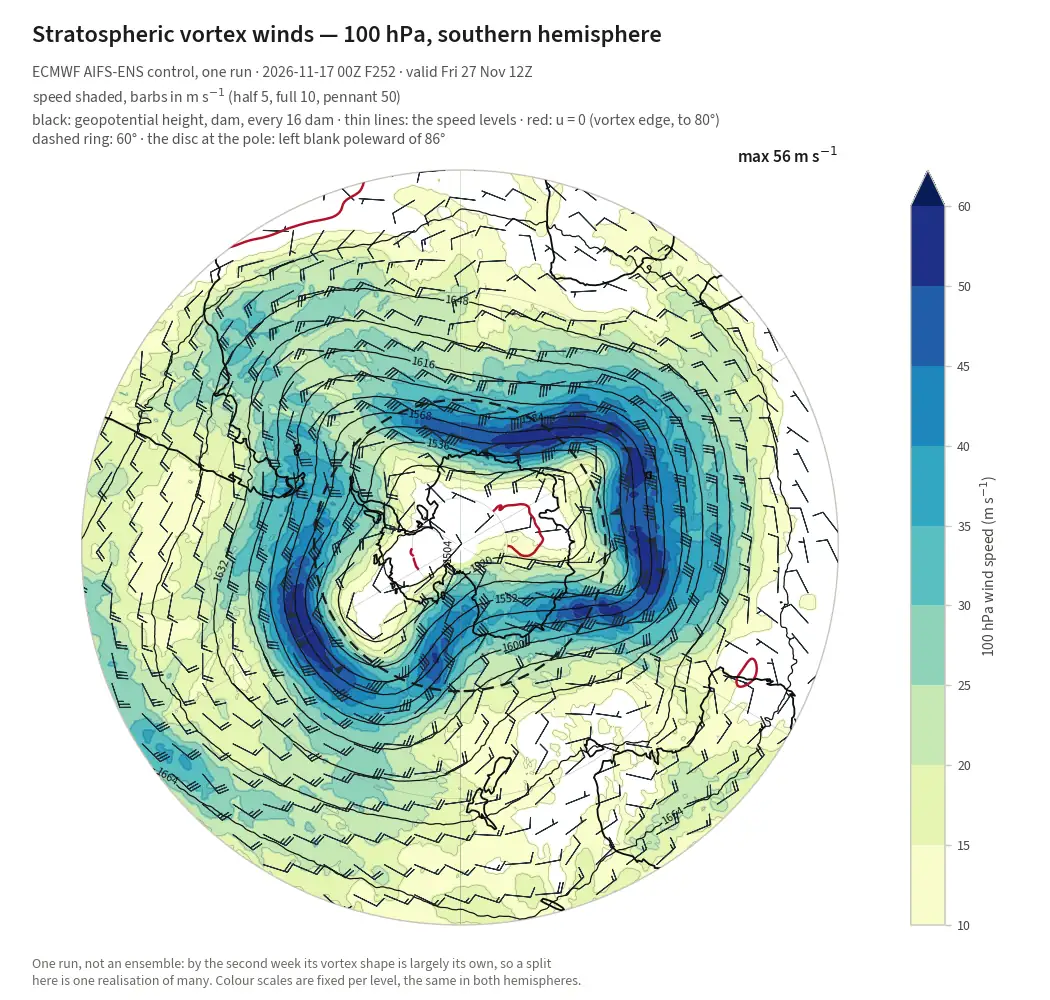 Stratospheric vortex winds — 100 hPa, southern hemisphere
ECMWF AIFS-ENS control, one run · 2026-11-17 00Z F252 · valid Fri 27 Nov 12Z
speed shaded, barbs in m s⁻¹ (half 5, full 10, pennant 50)
black: geopotential height, dam, every 16 dam · thin lines: the speed levels · red: u = 0 (vortex edge, to 80°)
dashed ring: 60° · the disc at the pole: left blank poleward of 86°
max 56 m s⁻¹
60
50
45
40
35
30
25
20
15
10
100 hPa wind speed (m s⁻¹)
1648
1616
1568
1584
1536
1504
1520
1552
1632
1600
1664
1664
One run, not an ensemble: by the second week its vortex shape is largely its own, so a split
here is one realisation of many. Colour scales are fixed per level, the same in both hemispheres.